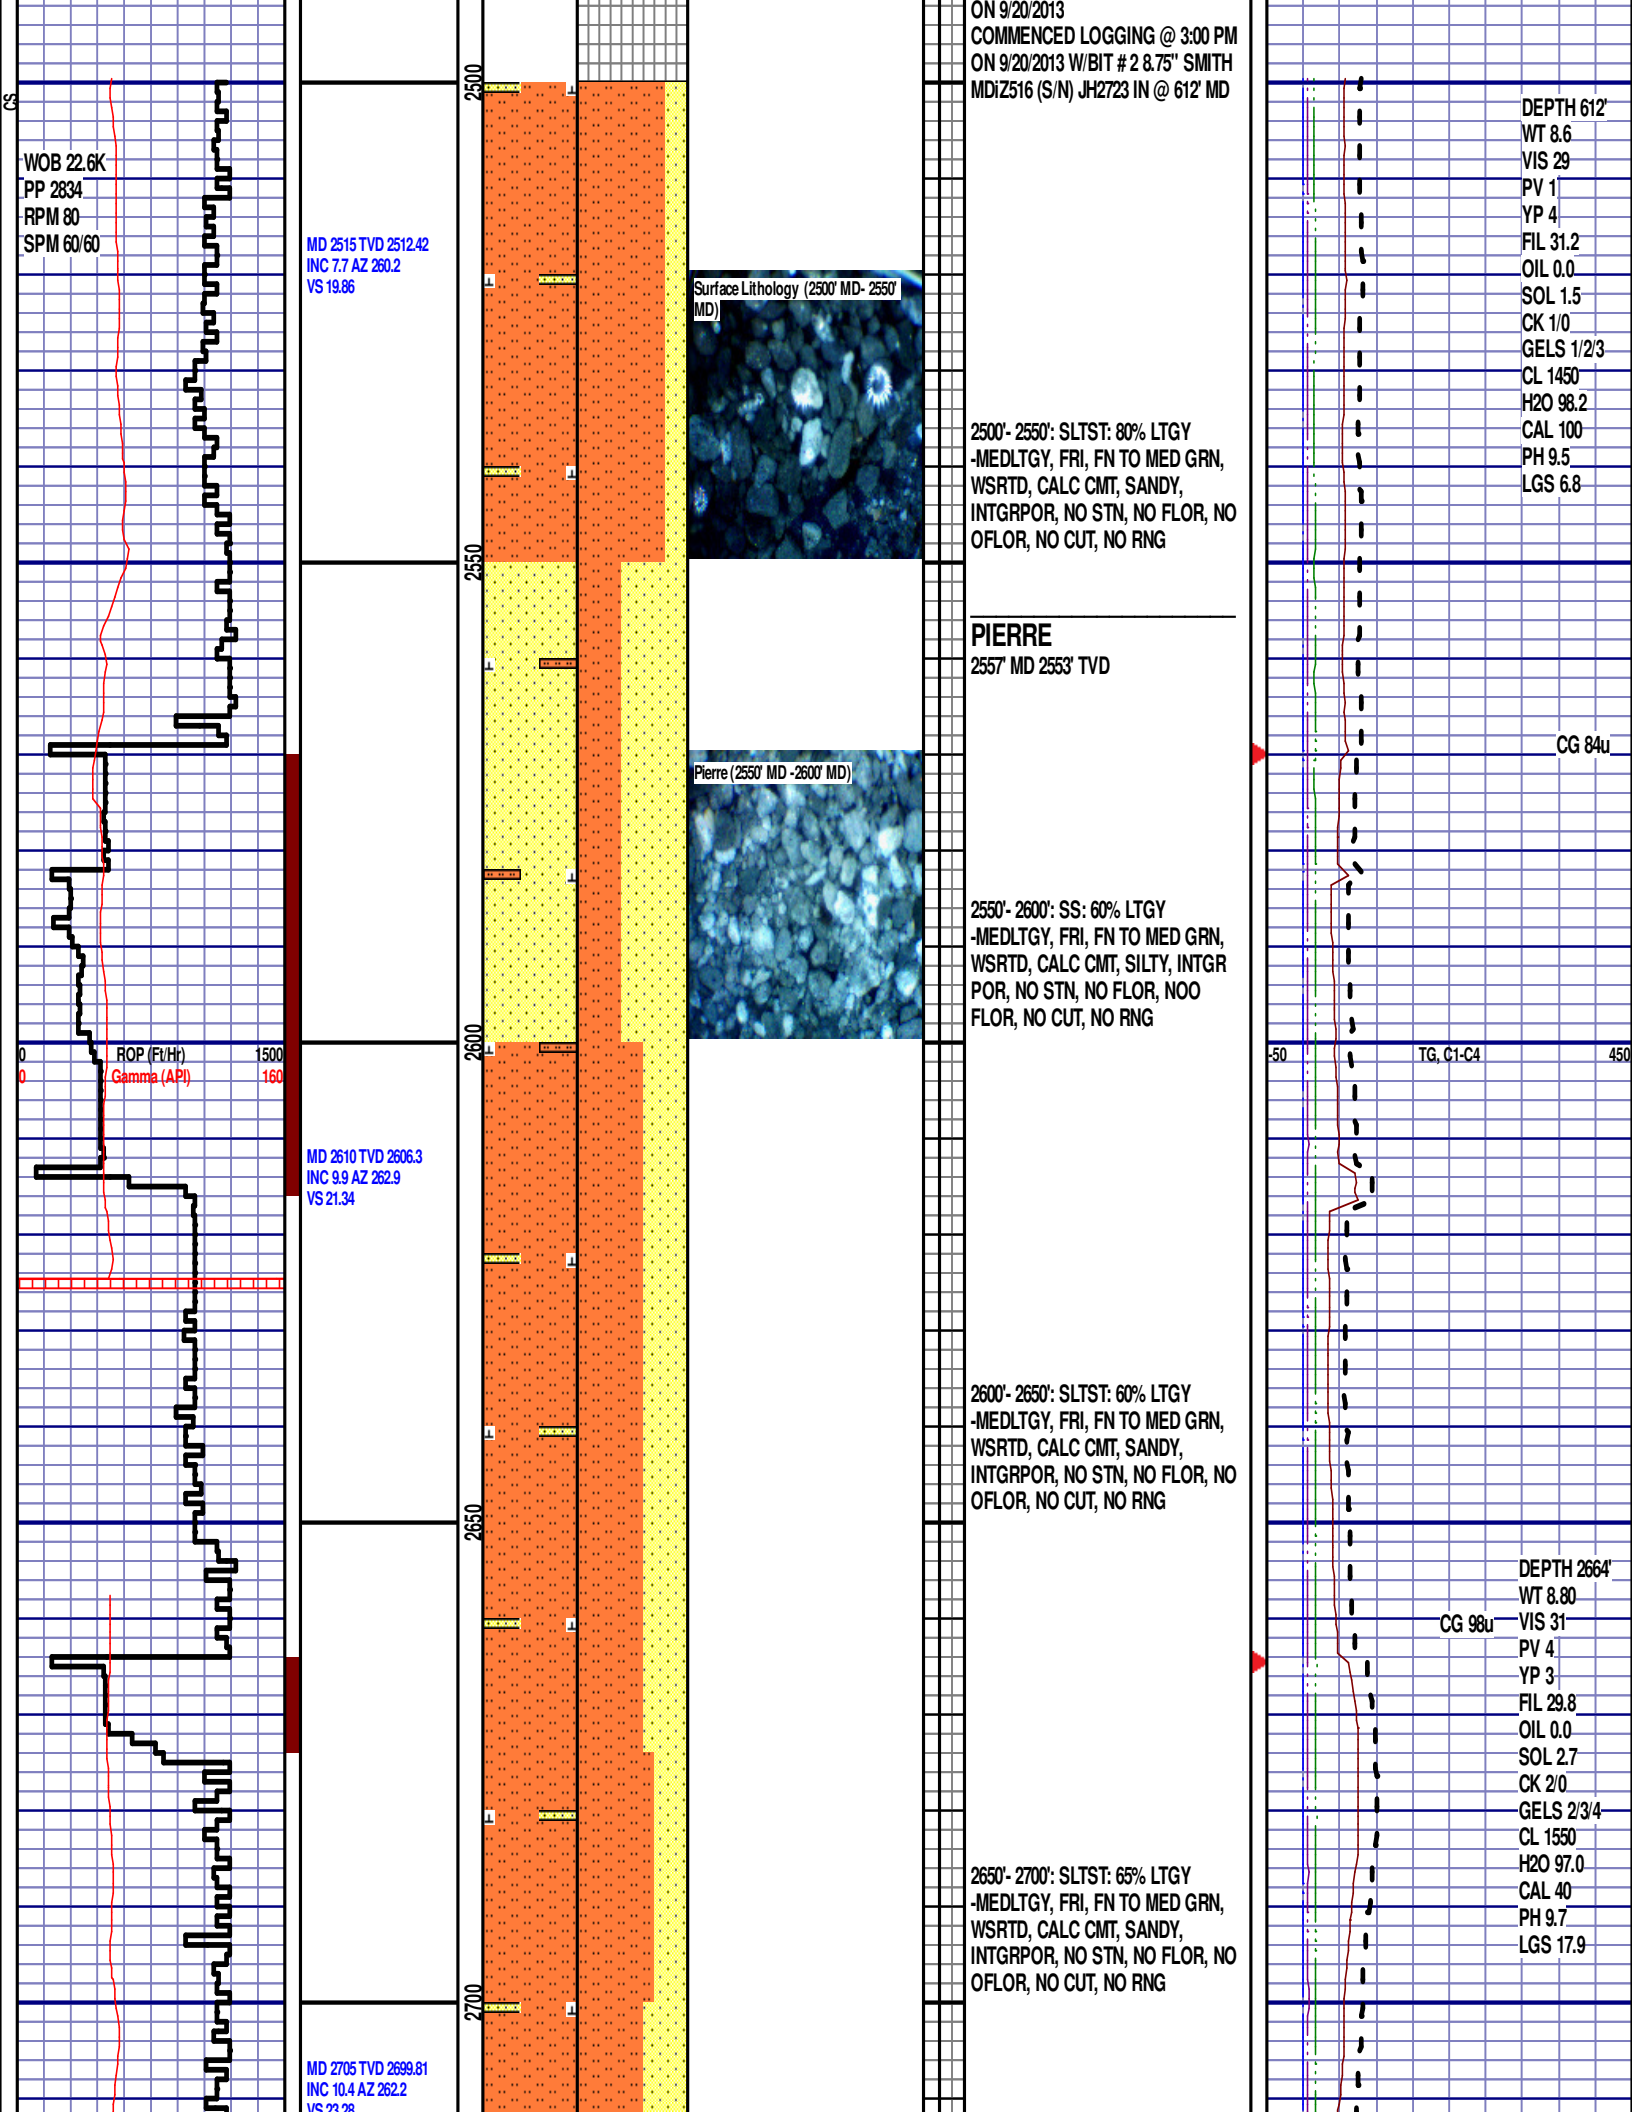 ON 9/20/2013
COMMENCED LOGGING @ 3:00 PM
ON 9/20/2013 W/BIT # 2 8.75" SMITH
MDiZ516 (S/N) JH2723 IN @ 612' MD
CS
WOB 22.6K
PP 2834
RPM 80
SPM 60/60
MD 2515 TVD 2512.42
INC 7.7 AZ 260.2
VS 19.86
2500
Surface Lithology (2500' MD- 2550'
MD)
DEPTH 612'
WT 8.6
VIS 29
PV 1
YP 4
FIL 31.2
OIL 0.0
SOL 1.5
CK 1/0
GELS 1/2/3
CL 1450
H2O 98.2
CAL 100
PH 9.5
LGS 6.8
2500'- 2550': SLTST: 80% LTGY
-MEDLTGY, FRI, FN TO MED GRN,
WSRTD, CALC CMT, SANDY,
INTGRPOR, NO STN, NO FLOR, NO
OFLOR, NO CUT, NO RNG
2550
PIERRE
2557' MD 2553' TVD
CG 84u
Pierre (2550' MD -2600' MD)
2550'- 2600': SS: 60% LTGY
-MEDLTGY, FRI, FN TO MED GRN,
WSRTD, CALC CMT, SILTY, INTGR
POR, NO STN, NO FLOR, NOO
FLOR, NO CUT, NO RNG
2600
0 ROP (Ft/Hr) 1500
0 Gamma (API) 160
-50 TG, C1-C4 450
MD 2610 TVD 2606.3
INC 9.9 AZ 262.9
VS 21.34
2600'- 2650': SLTST: 60% LTGY
-MEDLTGY, FRI, FN TO MED GRN,
WSRTD, CALC CMT, SANDY,
INTGRPOR, NO STN, NO FLOR, NO
OFLOR, NO CUT, NO RNG
2650
CG 98u
DEPTH 2664'
WT 8.80
VIS 31
PV 4
YP 3
FIL 29.8
OIL 0.0
SOL 2.7
CK 2/0
GELS 2/3/4
CL 1550
H2O 97.0
CAL 40
PH 9.7
LGS 17.9
2650'- 2700': SLTST: 65% LTGY
-MEDLTGY, FRI, FN TO MED GRN,
WSRTD, CALC CMT, SANDY,
INTGRPOR, NO STN, NO FLOR, NO
OFLOR, NO CUT, NO RNG
2700
MD 2705 TVD 2699.81
INC 10.4 AZ 262.2
VS 23.28